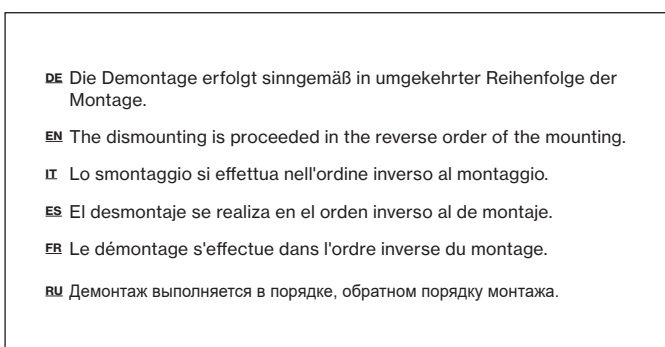 DE Die Demontage erfolgt sinngemäß in umgekehrter Reihenfolge der
Montage.
EN The dismounting is proceeded in the reverse order of the mounting.
IT Lo smontaggio si effettua nell'ordine inverso al montaggio.
ES El desmontaje se realiza en el orden inverso al de montaje.
FR Le démontage s'effectue dans l'ordre inverse du montage.
RU Демонтаж выполняется в порядке, обратном порядку монтажа.